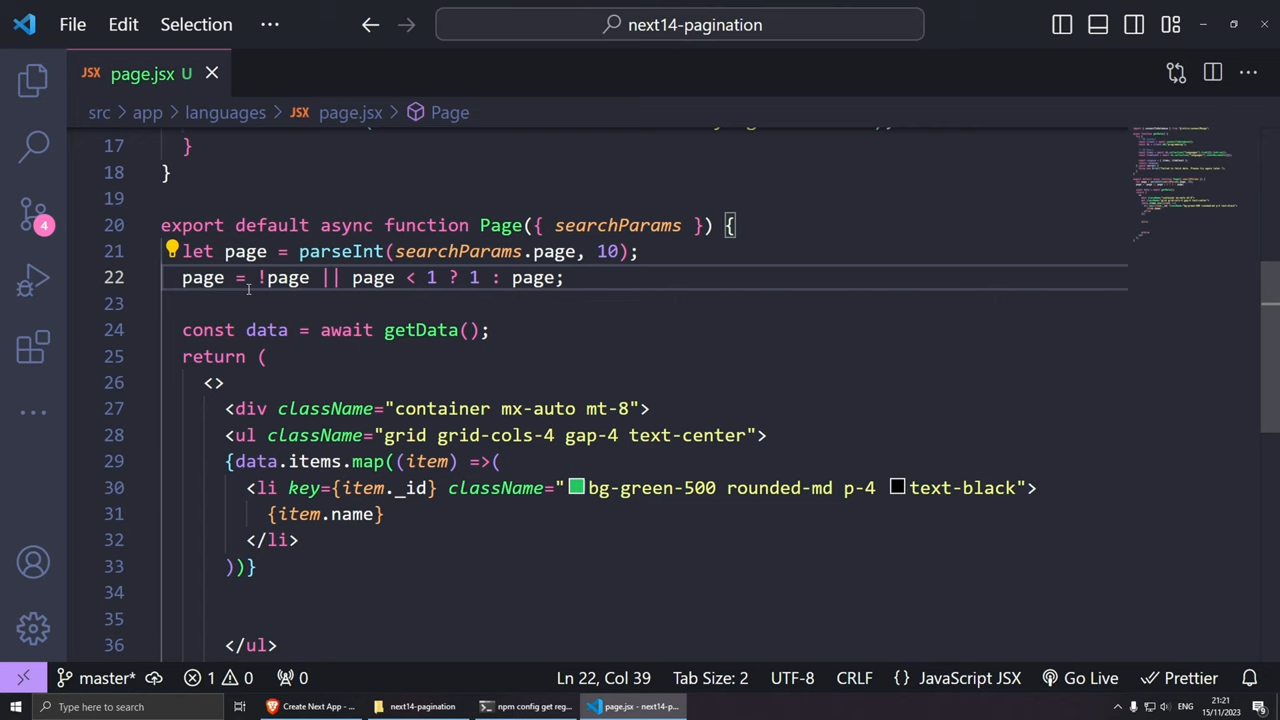 File Edit Selection ···
next14-pagination
JSX page.jsx U
src > app > languages > JSX page.jsx > Page
17 }
18 }
19
20 export default async function Page({ searchParams }) {
21 let page = parseInt(searchParams.page, 10);
22 page = !page || page < 1 ? 1 : page;
23
24 const data = await getData();
25 return (
26 <>
27 <div className="container mx-auto mt-8">
28 <ul className="grid grid-cols-4 gap-4 text-center">
29 {data.items.map((item) =>(
30 <li key={item._id} className="bg-green-500 rounded-md p-4 text-black">
31 {item.name}
32 </li>
33 ))}
34
35
36 </ul>
4
master* 1 0 0 Ln 22, Col 39 Tab Size: 2 UTF-8 CRLF {} JavaScript JSX Go Live Prettier
Type here to search Create Next App - ... next14-pagination npm config get reg... page.jsx - next14-p... ENG 21:21
15/11/2023
9